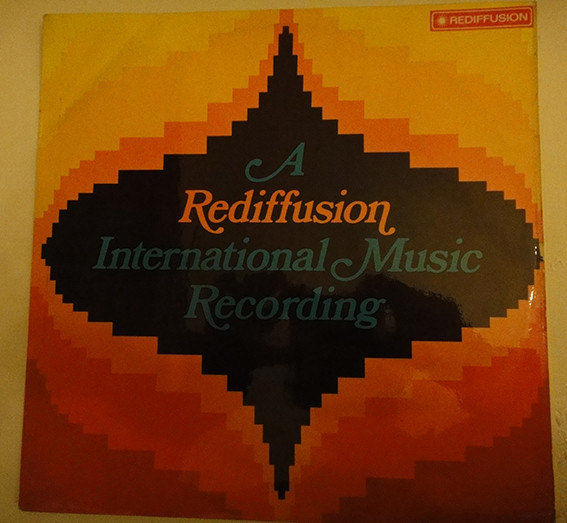 REDIFFUSION
A
Rediffusion
International Music
Recording